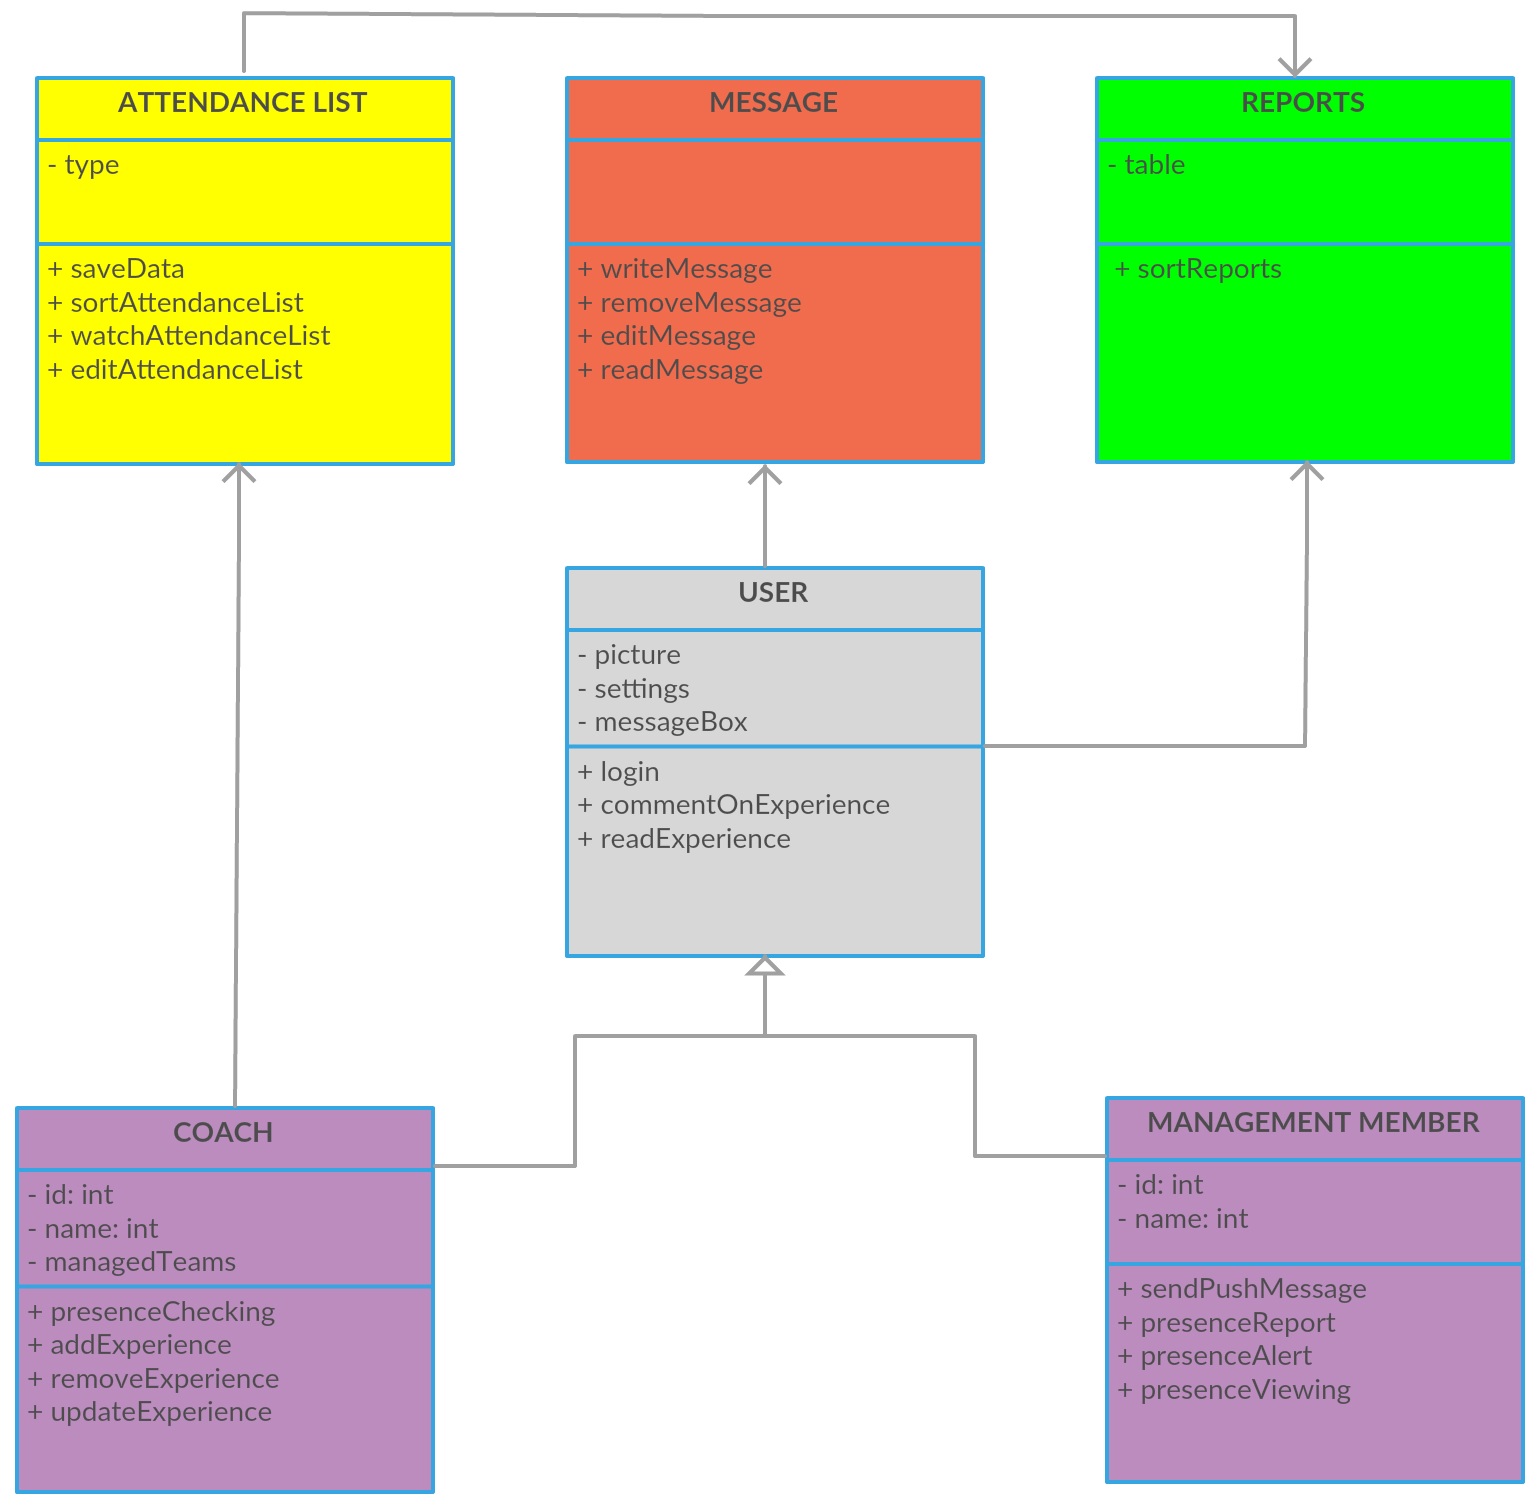 ATTENDANCE LIST
- type
+ saveData
+ sortAttendanceList
+ watchAttendanceList
+ editAttendanceList
MESSAGE
+ writeMessage
+ removeMessage
+ editMessage
+ readMessage
REPORTS
- table
+ sortReports
USER
- picture
- settings
- messageBox
+ login
+ commentOnExperience
+ readExperience
COACH
- id: int
- name: int
- managedTeams
+ presenceChecking
+ addExperience
+ removeExperience
+ updateExperience
MANAGEMENT MEMBER
- id: int
- name: int
+ sendPushMessage
+ presenceReport
+ presenceAlert
+ presenceViewing